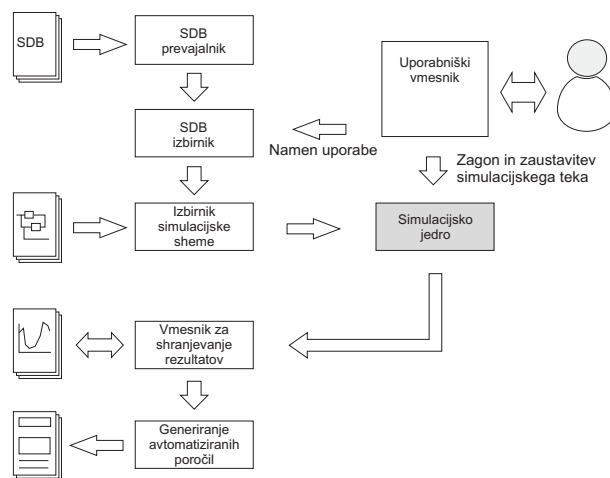 SDB
SDB
prevajalnik
Uporabniški
vmesnik
SDB
izbirnik
Namen uporabe
Zagon in zaustavitev
simulacijskega teka
Izbirnik
simulacijske
sheme
Simulacijsko
jedro
Vmesnik za
shranjevanje
rezultatov
Generiranje
avtomatiziranih
poročil